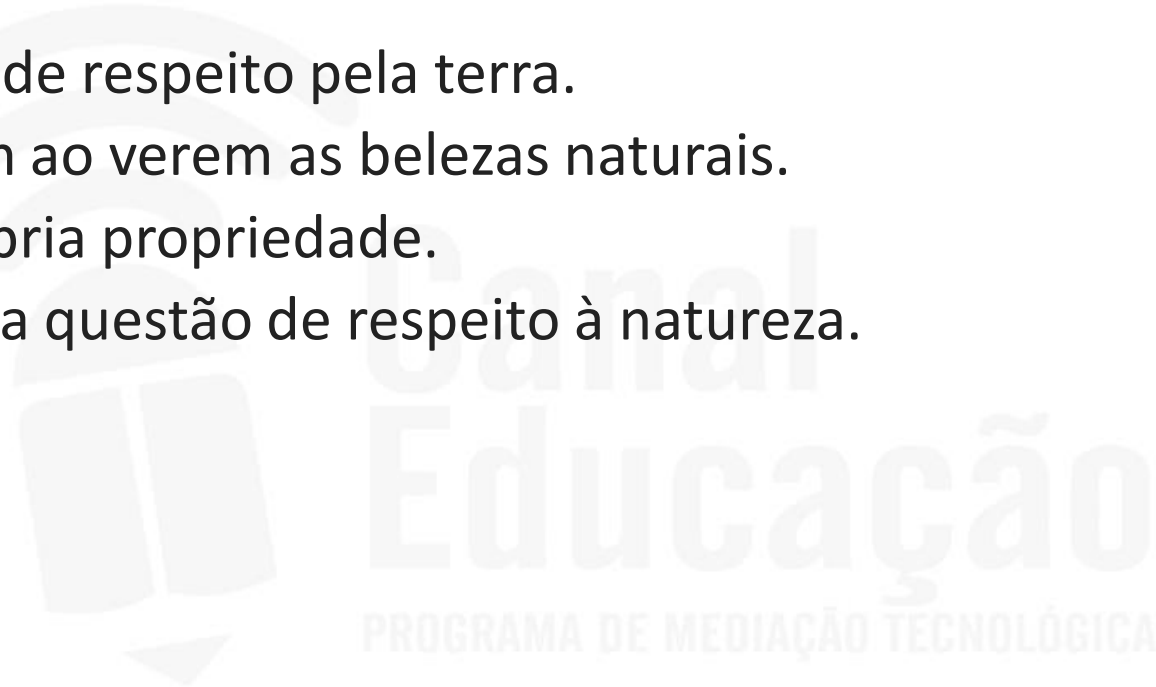 de respeito pela terra.
ao verem as belezas naturais.
propriedade.
a questão de respeito à natureza.
Canal
Educação
PROGRAMA DE MEDIAÇÃO TECNOLÓGICA